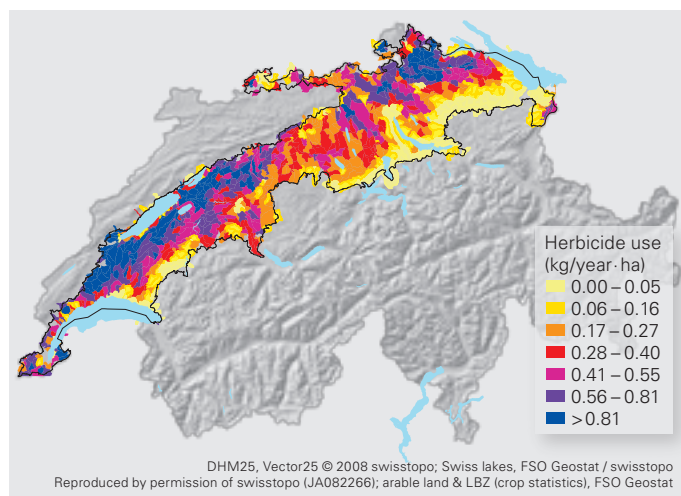 Herbicide use
(kg/year·ha)
0.00 – 0.05
0.06 – 0.16
0.17 – 0.27
0.28 – 0.40
0.41 – 0.55
0.56 – 0.81
> 0.81
DHM25, Vector25 © 2008 swisstopo; Swiss lakes, FSO Geostat / swisstopo
Reproduced by permission of swisstopo (JA082266); arable land & LBZ (crop statistics), FSO Geostat